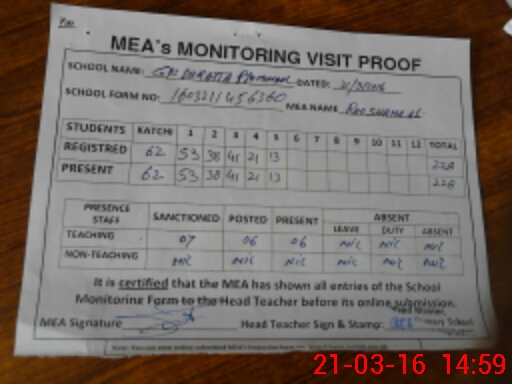 MEA's MONITORING VISIT PROOF
SCHOOL NAME: DATED:
SCHOOL FORM NO: MEA NAME
STUDENTS KATCHI 1 2 3 4 5 6 7 8 9 10 11 12 TOTAL
REGISTRED 62 53 38 41 21 13 228
PRESENT 62 53 38 41 21 13 228
PRESENCE STAFF SANCTIONED POSTED PRESENT ABSENT
LEAVE DUTY ABSENT
TEACHING 07 06 06 Nil Nil Nil
NON-TEACHING Nil Nil Nil Nil Nil Nil
It is certified that the MEA has shown all entries of the School
Monitoring Form to the Head Teacher before its online submission.
MEA Signature Head Teacher Sign & Stamp:
21-03-16 14:59